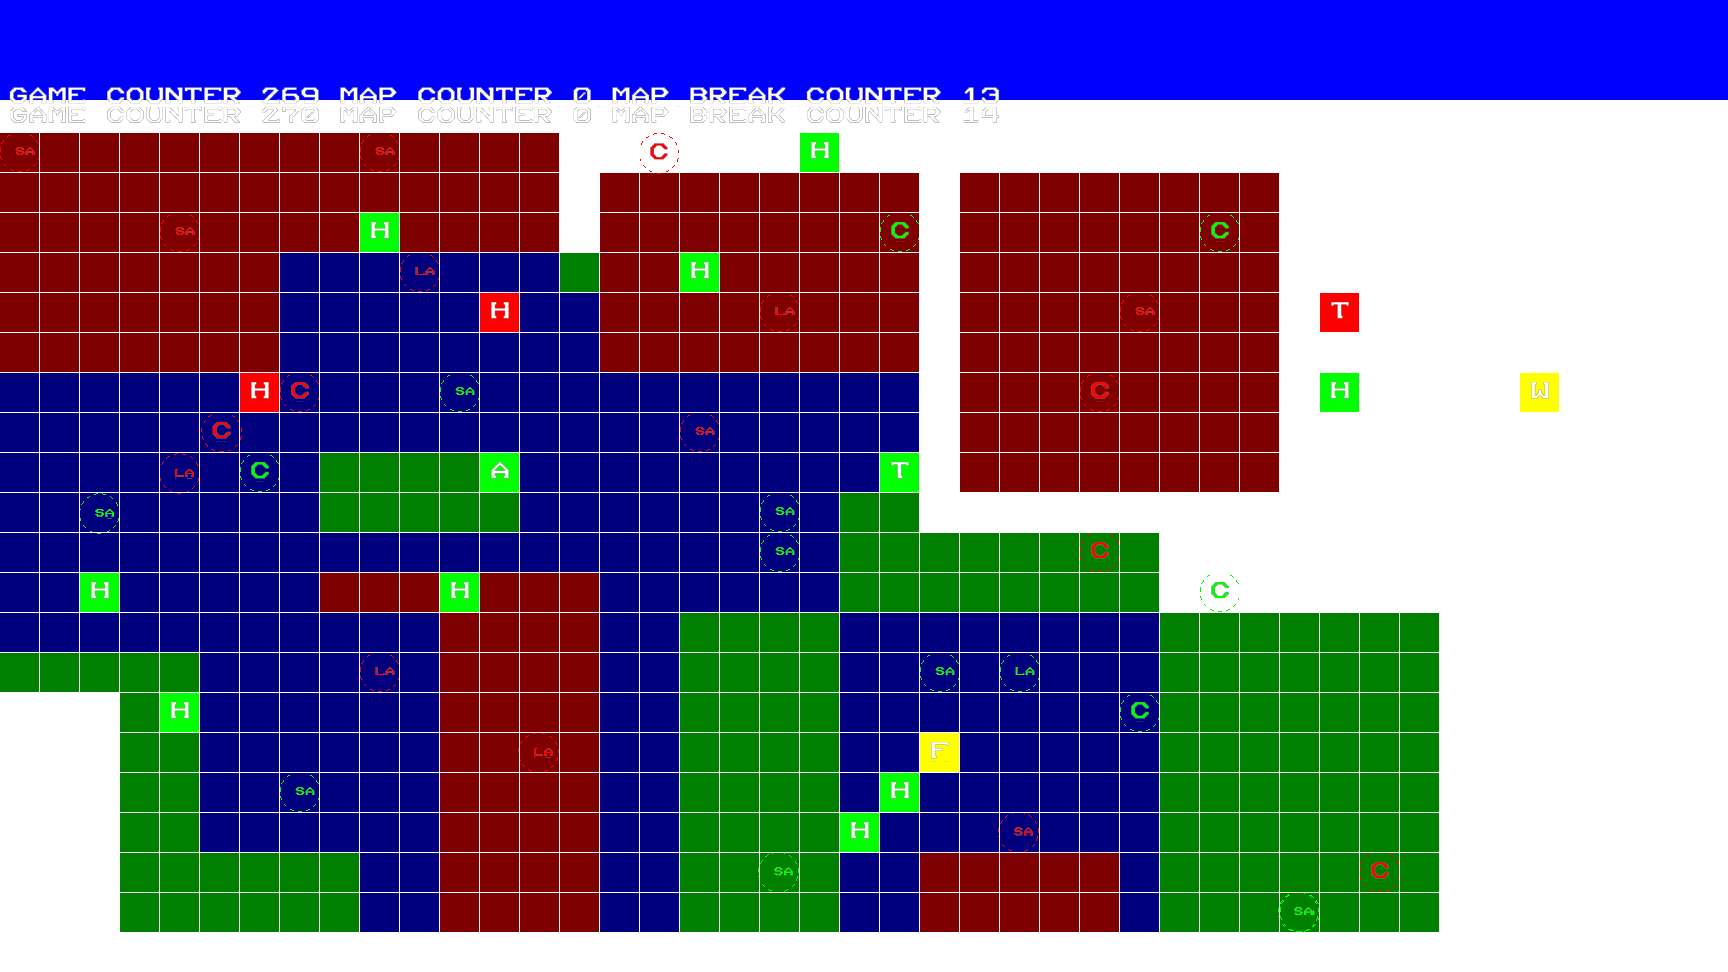 GAME COUNTER 269 MAP COUNTER 0 MAP BREAK COUNTER 13
GAME COUNTER 270 MAP COUNTER 0 MAP BREAK COUNTER 14
SA SA C H
SA H C C
LA H
H LA SA T
H C SA C H W
C SA
LA C A T
SA SA
SA C
H H C
LA SA LA
H C
LA F
SA H
H SA
SA C
SA